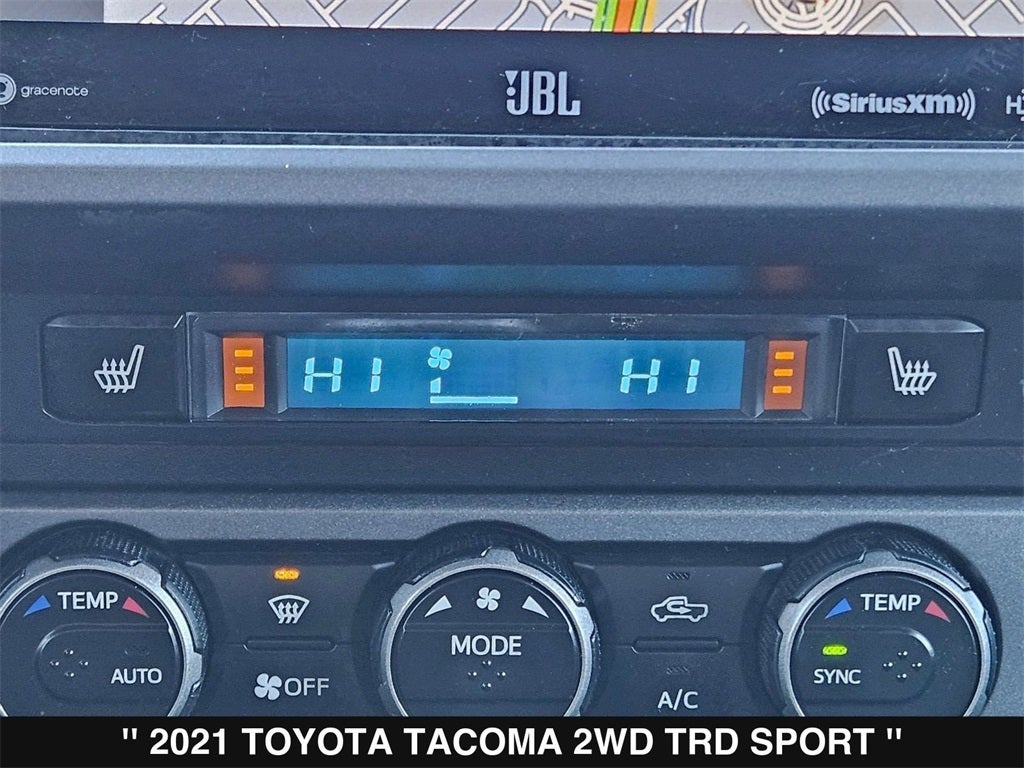 gracenote
JBL
((SiriusXM))
HI HI
TEMP
TEMP
MODE
AUTO
OFF
A/C
SYNC
" 2021 TOYOTA TACOMA 2WD TRD SPORT "